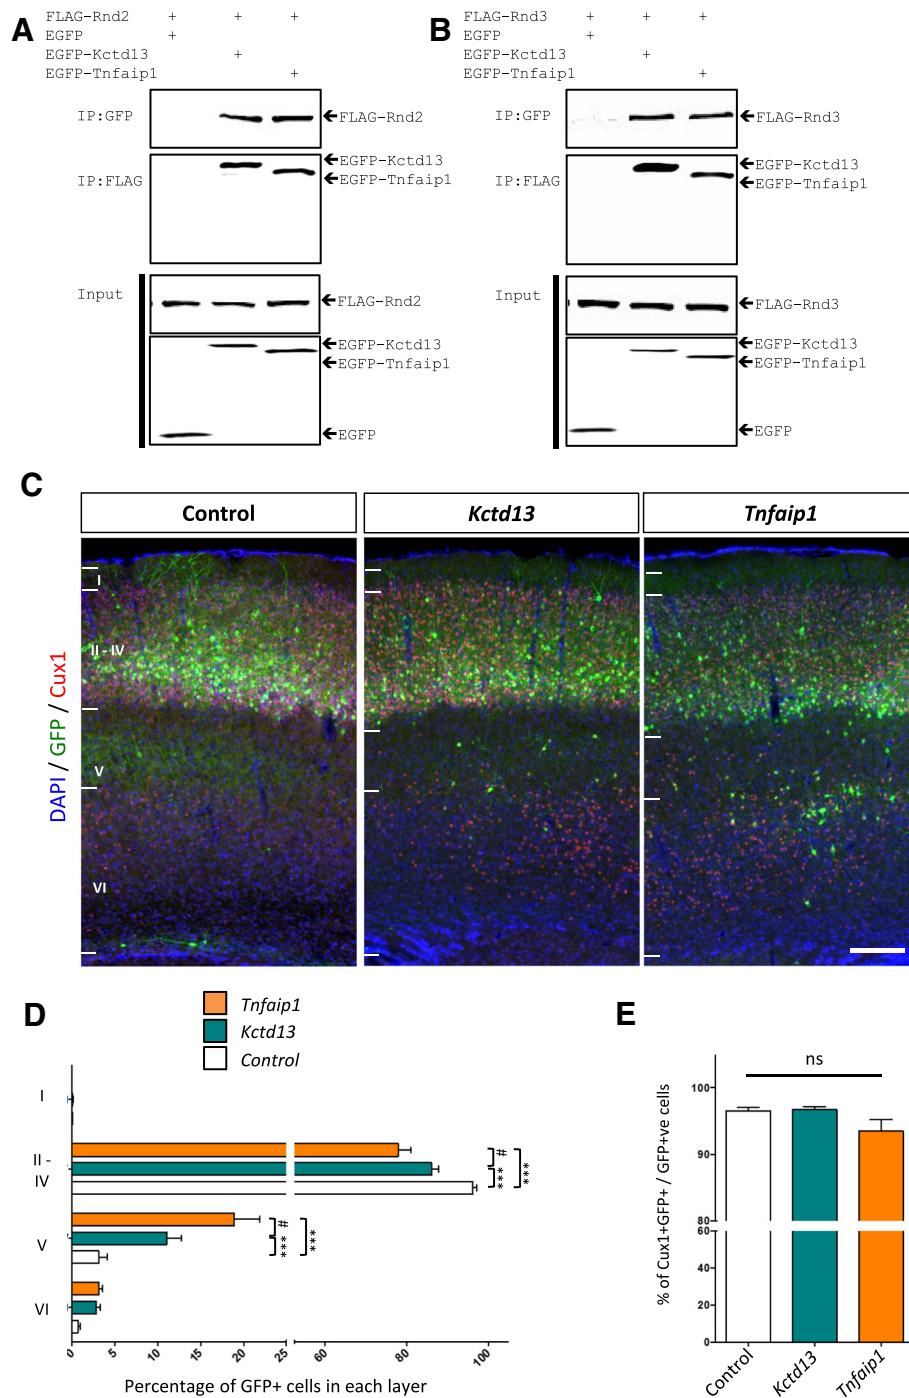 A
FLAG-Rnd2 + + +
EGFP +
EGFP-Kctd13 +
EGFP-Tnfaip1 +
IP:GFP
FLAG-Rnd2
IP:FLAG
EGFP-Kctd13
EGFP-Tnfaip1
Input
FLAG-Rnd2
EGFP-Kctd13
EGFP-Tnfaip1
EGFP
B
FLAG-Rnd3 + + +
EGFP +
EGFP-Kctd13 +
EGFP-Tnfaip1 +
IP:GFP
FLAG-Rnd3
IP:FLAG
EGFP-Kctd13
EGFP-Tnfaip1
Input
FLAG-Rnd3
EGFP-Kctd13
EGFP-Tnfaip1
EGFP
C
Control Kctd13 Tnfaip1
DAPI / GFP / Cux1
I
II - IV
V
VI
D
Tnfaip1
Kctd13
Control
I
II -
IV
V
VI
# *** ***
# *** ***
0 5 10 15 20 25 60 80 100
Percentage of GFP+ cells in each layer
E
ns
% of Cux1+GFP+ / GFP+ve cells
100
90
80
60
40
20
0
Control Kctd13 Tnfaip1